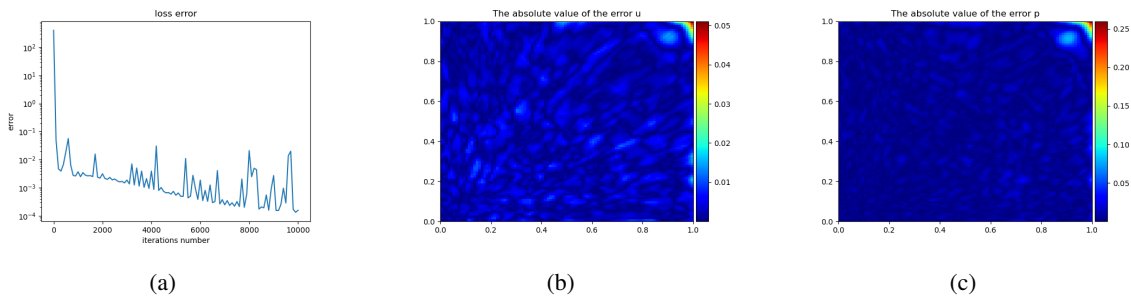 loss error
10²
10¹
10⁰
10⁻¹
10⁻²
10⁻³
10⁻⁴
error
0 2000 4000 6000 8000 10000
iterations number
(a)
The absolute value of the error u
1.0
0.8
0.6
0.4
0.2
0.0
0.0 0.2 0.4 0.6 0.8 1.0
0.05
0.04
0.03
0.02
0.01
(b)
The absolute value of the error p
1.0
0.8
0.6
0.4
0.2
0.0
0.0 0.2 0.4 0.6 0.8 1.0
0.25
0.20
0.15
0.10
0.05
(c)